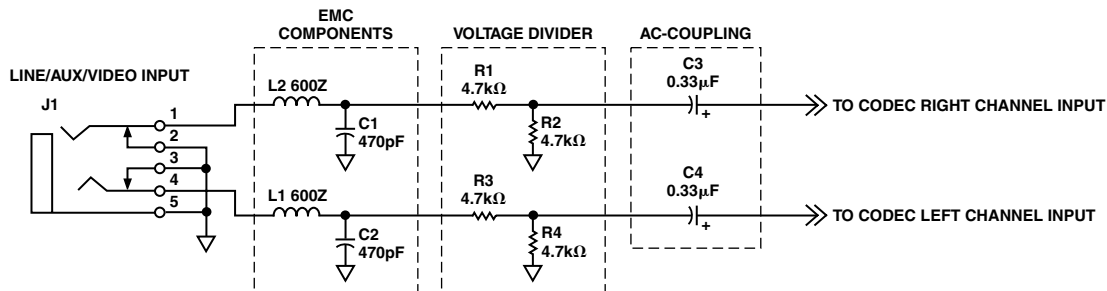 EMC
COMPONENTS
VOLTAGE DIVIDER
AC-COUPLING
LINE/AUX/VIDEO INPUT
J1
1
2
3
4
5
L2 600Z
C1
470pF
R1
4.7kΩ
R2
4.7kΩ
C3
0.33μF
+
TO CODEC RIGHT CHANNEL INPUT
L1 600Z
C2
470pF
R3
4.7kΩ
R4
4.7kΩ
C4
0.33μF
+
TO CODEC LEFT CHANNEL INPUT